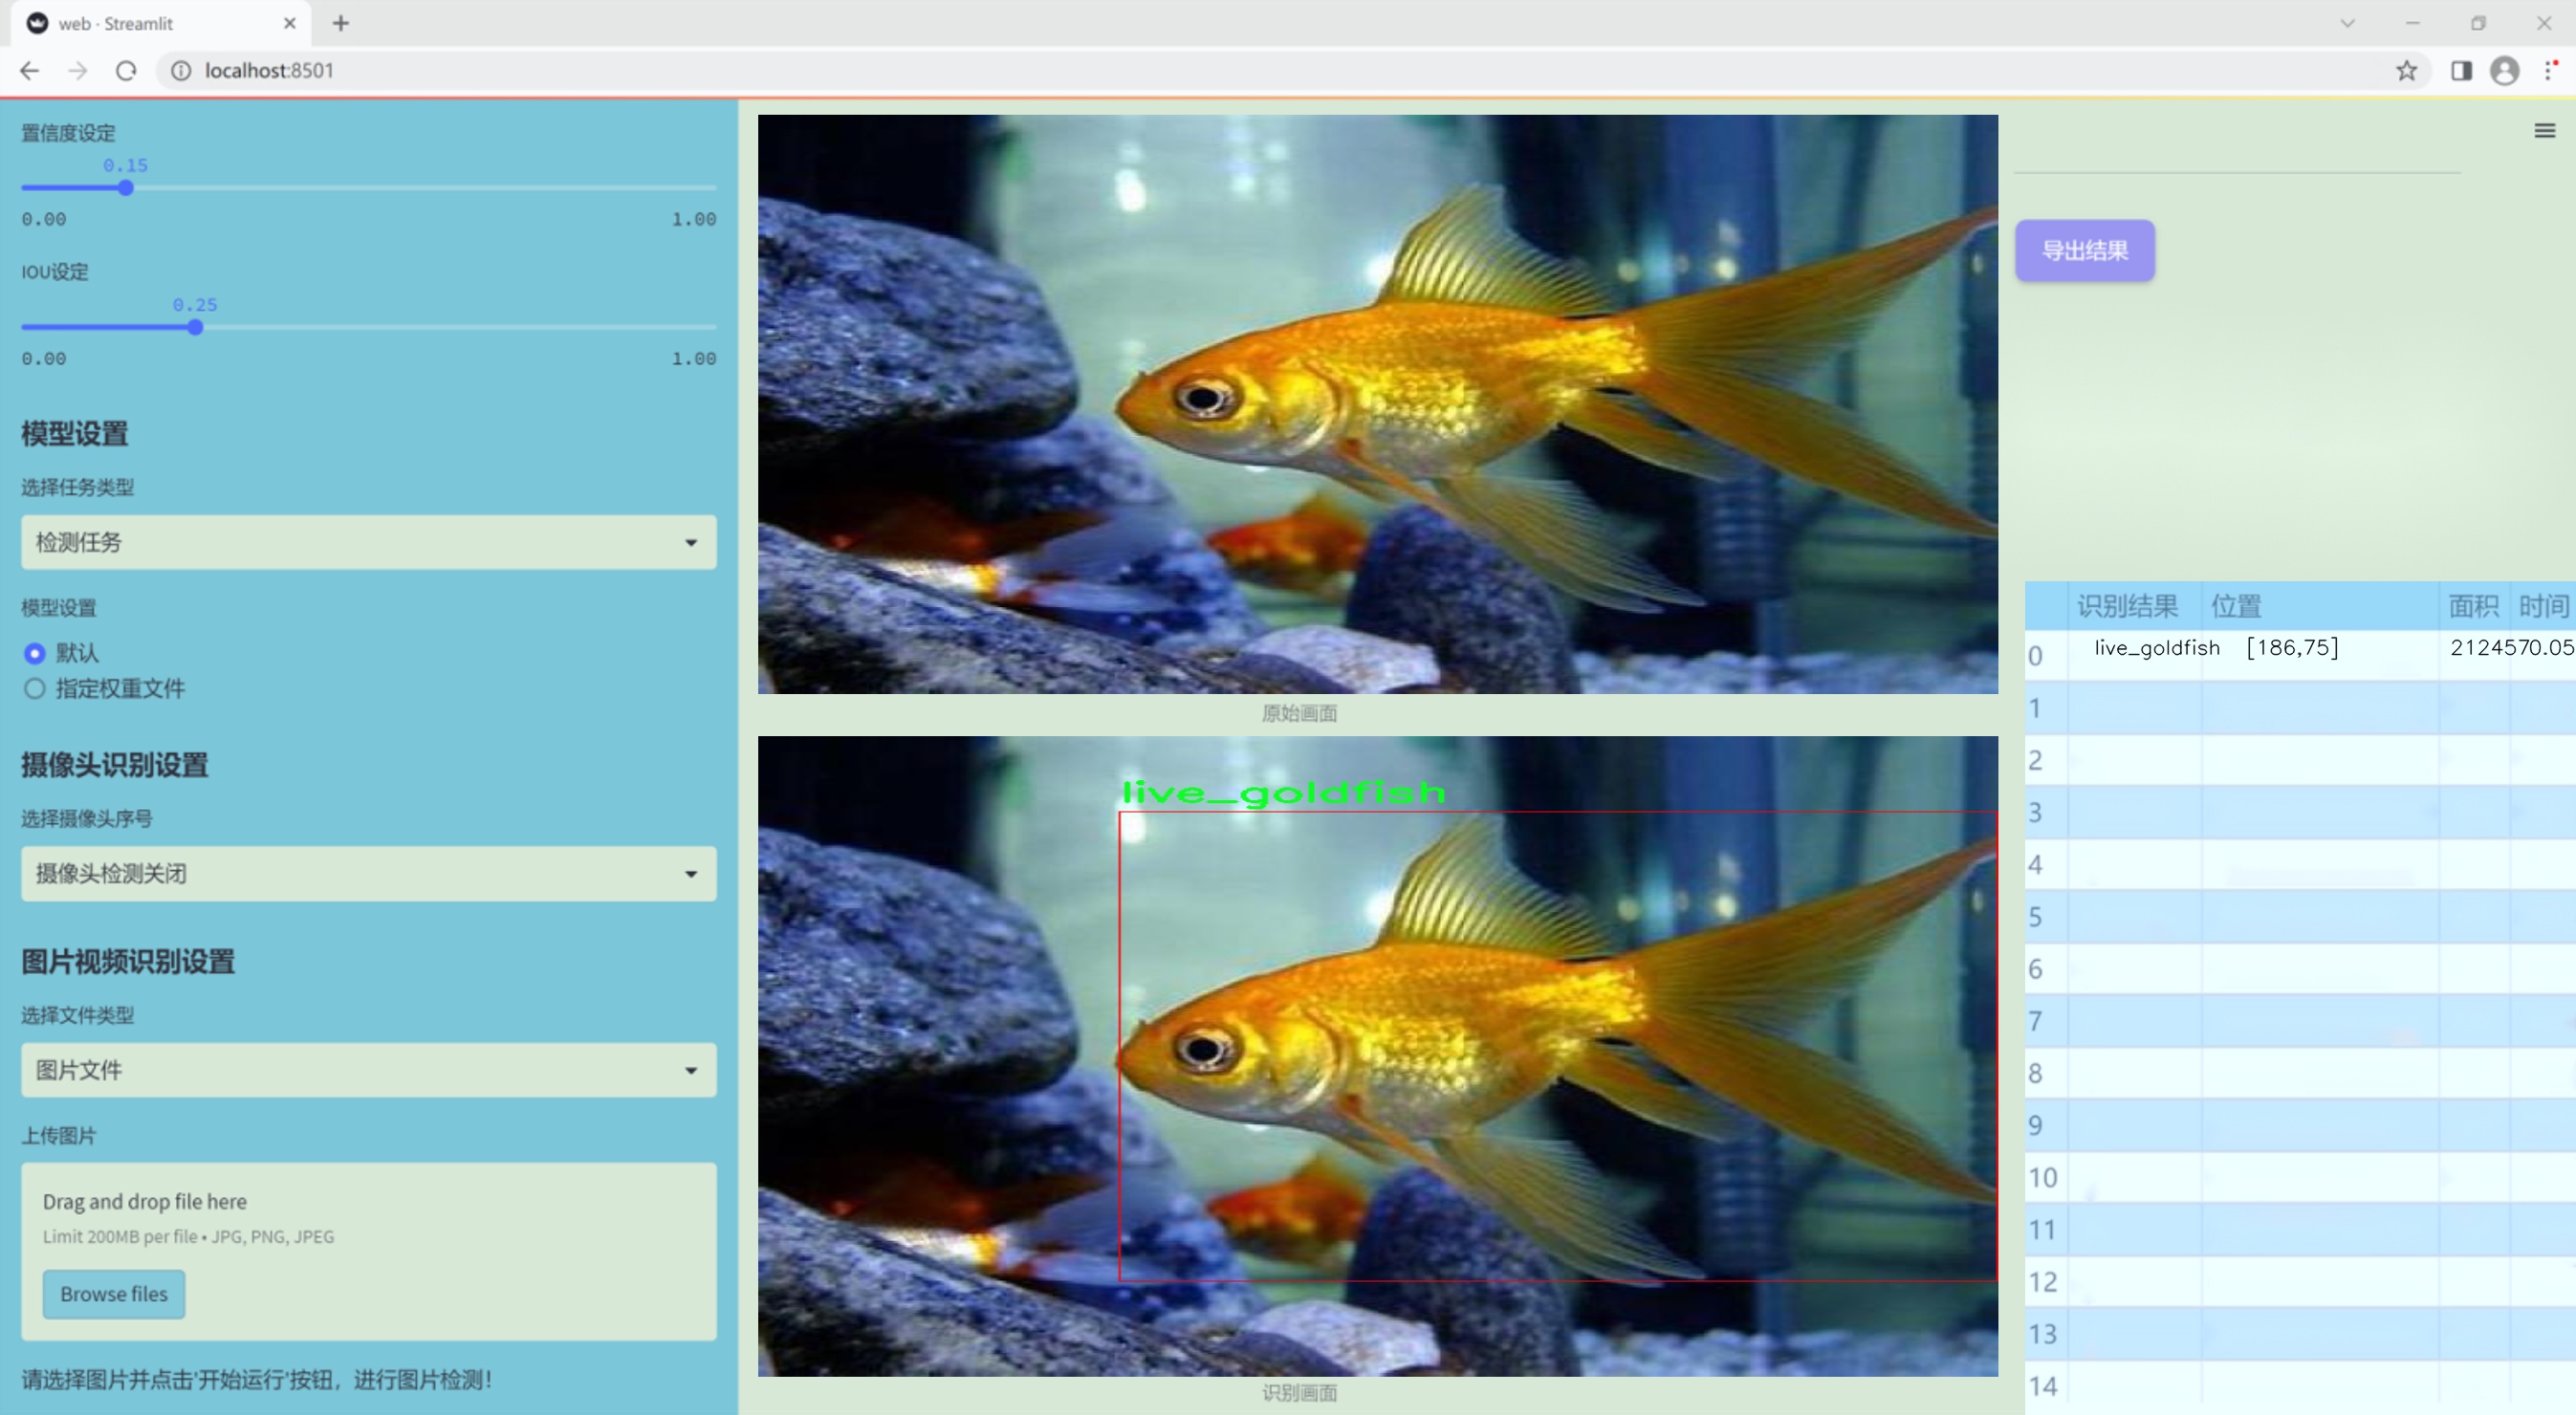 web · Streamlit
localhost:8501
置信度设定
0.15
0.00 1.00
IOU设定
0.25
0.00 1.00
模型设置
选择任务类型
检测任务
模型设置
默认
指定权重文件
摄像头识别设置
选择摄像头序号
摄像头检测关闭
图片视频识别设置
选择文件类型
图片文件
上传图片
Drag and drop file here
Limit 200MB per file • JPG, PNG, JPEG
Browse files
请选择图片并点击'开始运行'按钮，进行图片检测！
原始画面
live_goldfish
识别画面
导出结果
识别结果 位置 面积 时间
0 live_goldfish [186,75] 2124570.05
1
2
3
4
5
6
7
8
9
10
11
12
13
14